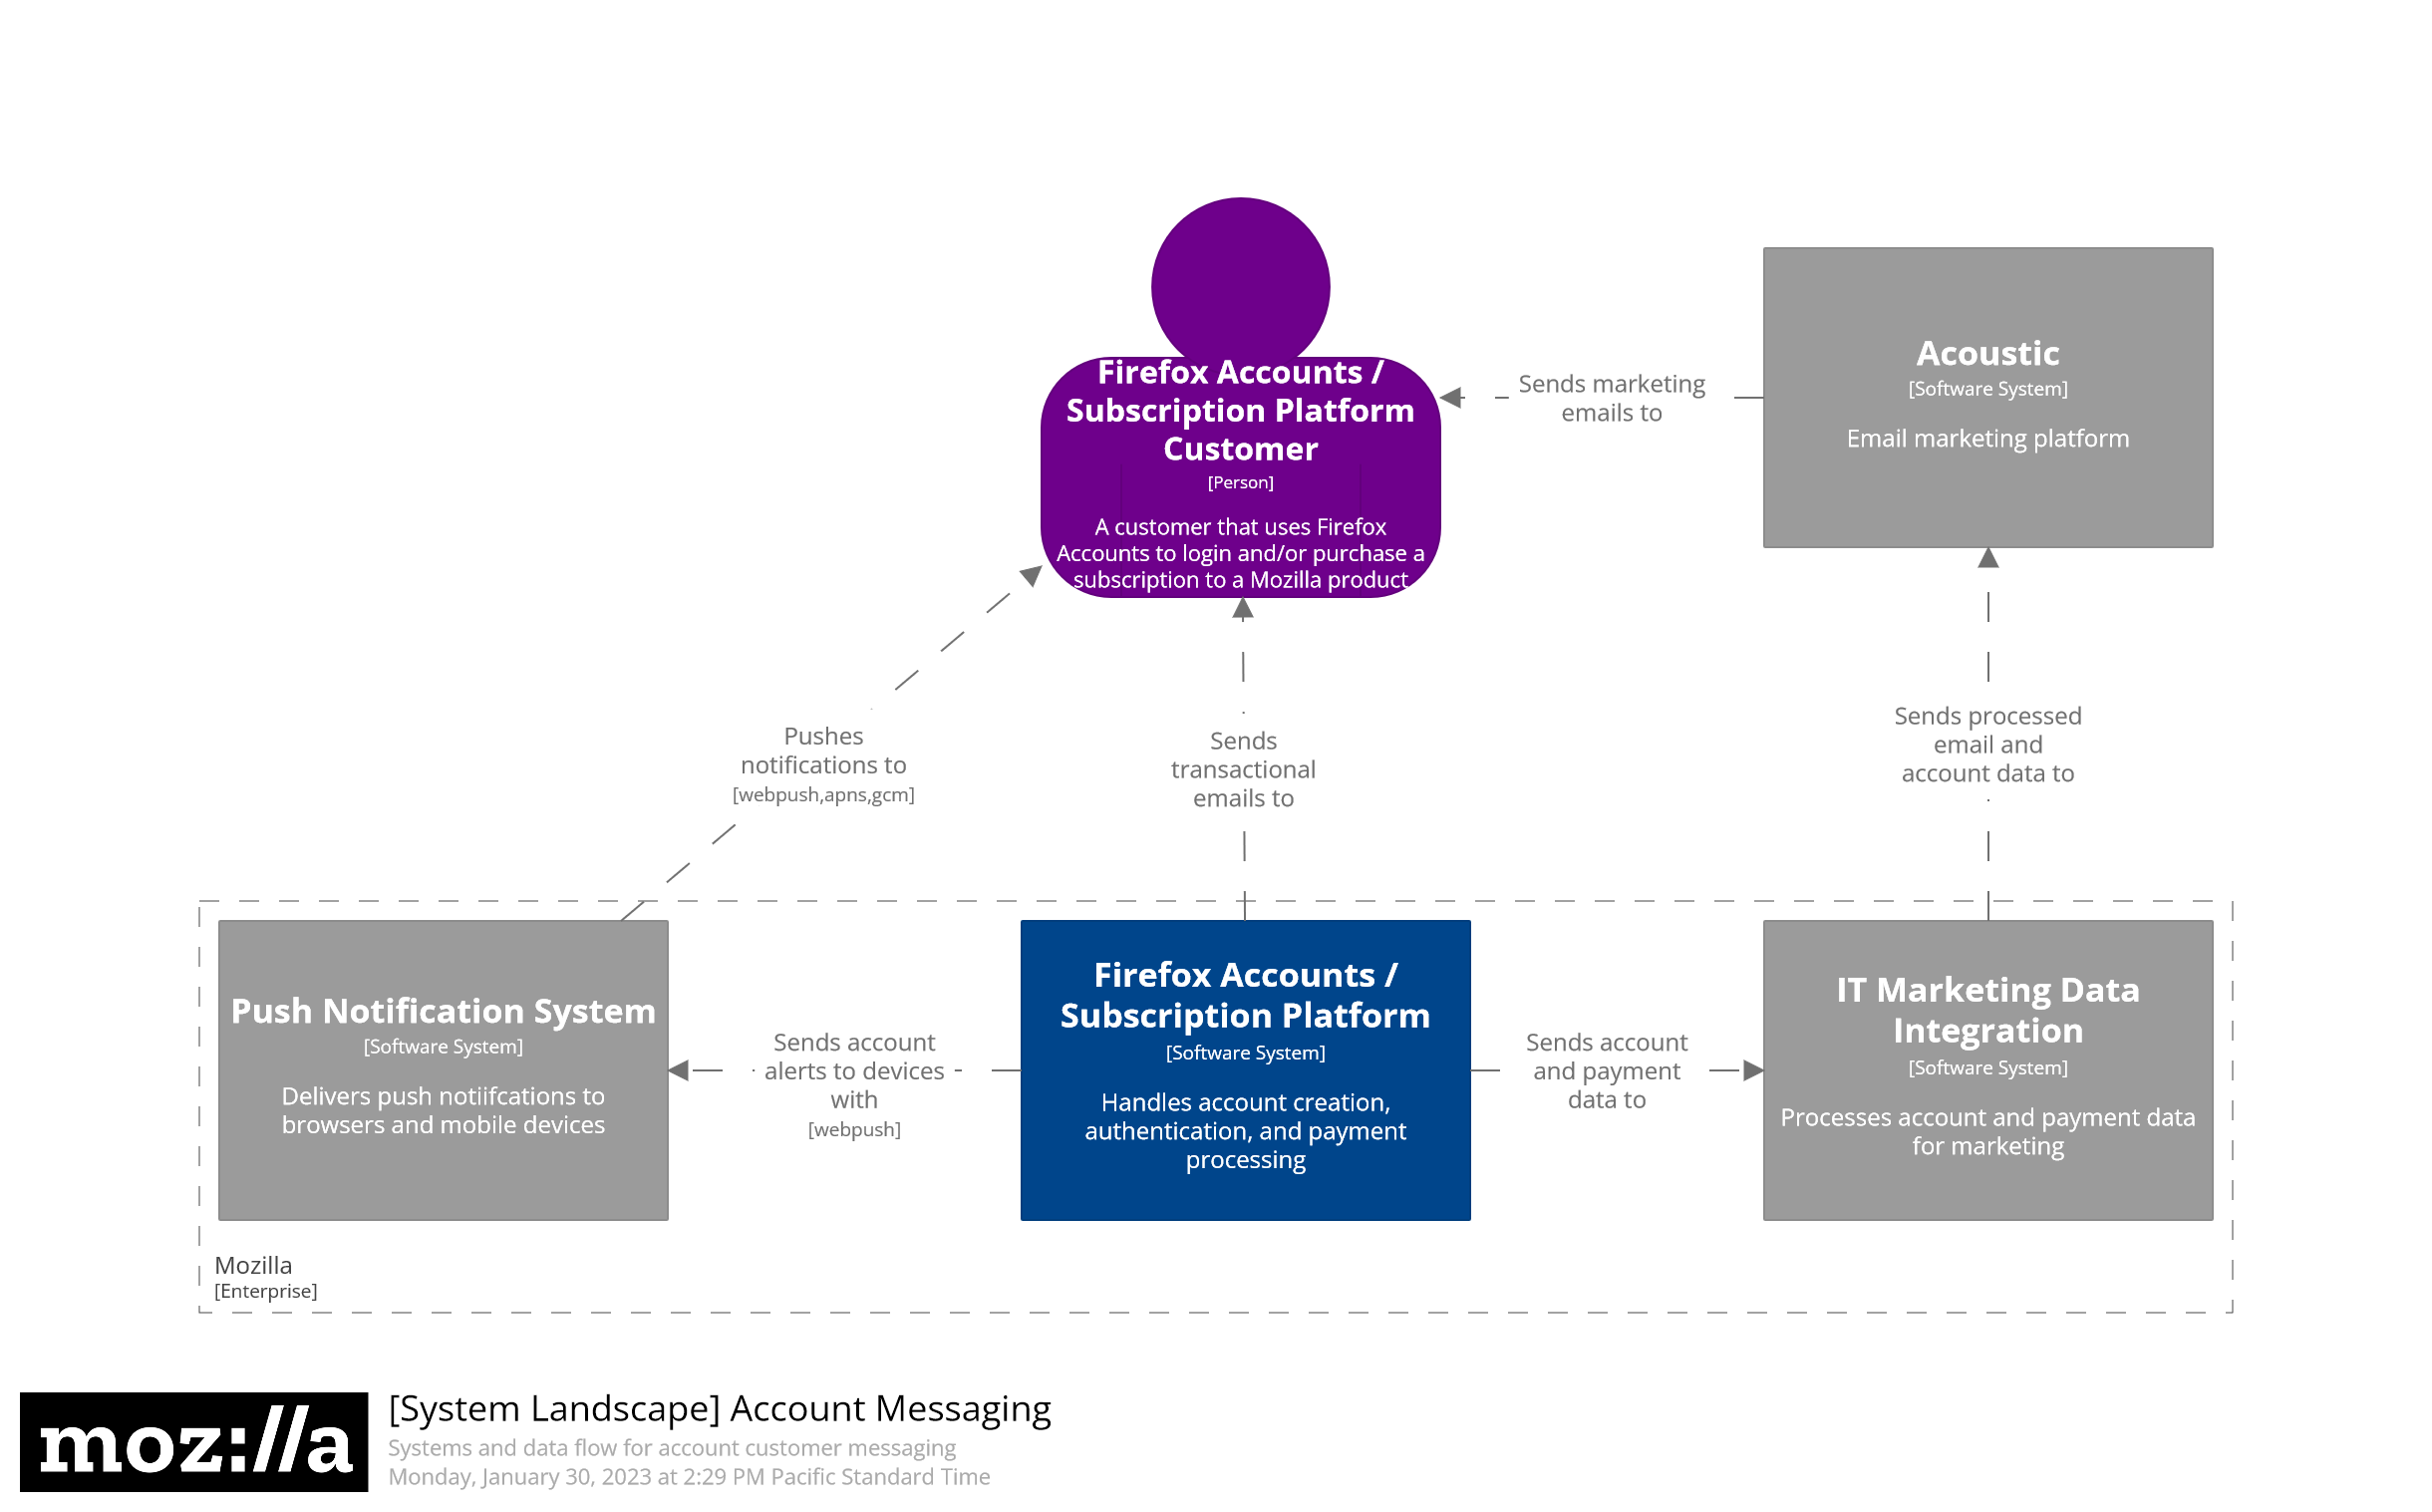 Firefox Accounts /
Subscription Platform
Customer
[Person]
A customer that uses Firefox
Accounts to login and/or purchase a
subscription to a Mozilla product
Sends marketing
emails to
Acoustic
[Software System]
Email marketing platform
Pushes
notifications to
[webpush,apns,gcm]
Sends
transactional
emails to
Sends processed
email and
account data to
Push Notification System
[Software System]
Delivers push notiifcations to
browsers and mobile devices
Sends account
alerts to devices
with
[webpush]
Firefox Accounts /
Subscription Platform
[Software System]
Handles account creation,
authentication, and payment
processing
Sends account
and payment
data to
IT Marketing Data
Integration
[Software System]
Processes account and payment data
for marketing
Mozilla
[Enterprise]
moz://a
[System Landscape] Account Messaging
Systems and data flow for account customer messaging
Monday, January 30, 2023 at 2:29 PM Pacific Standard Time